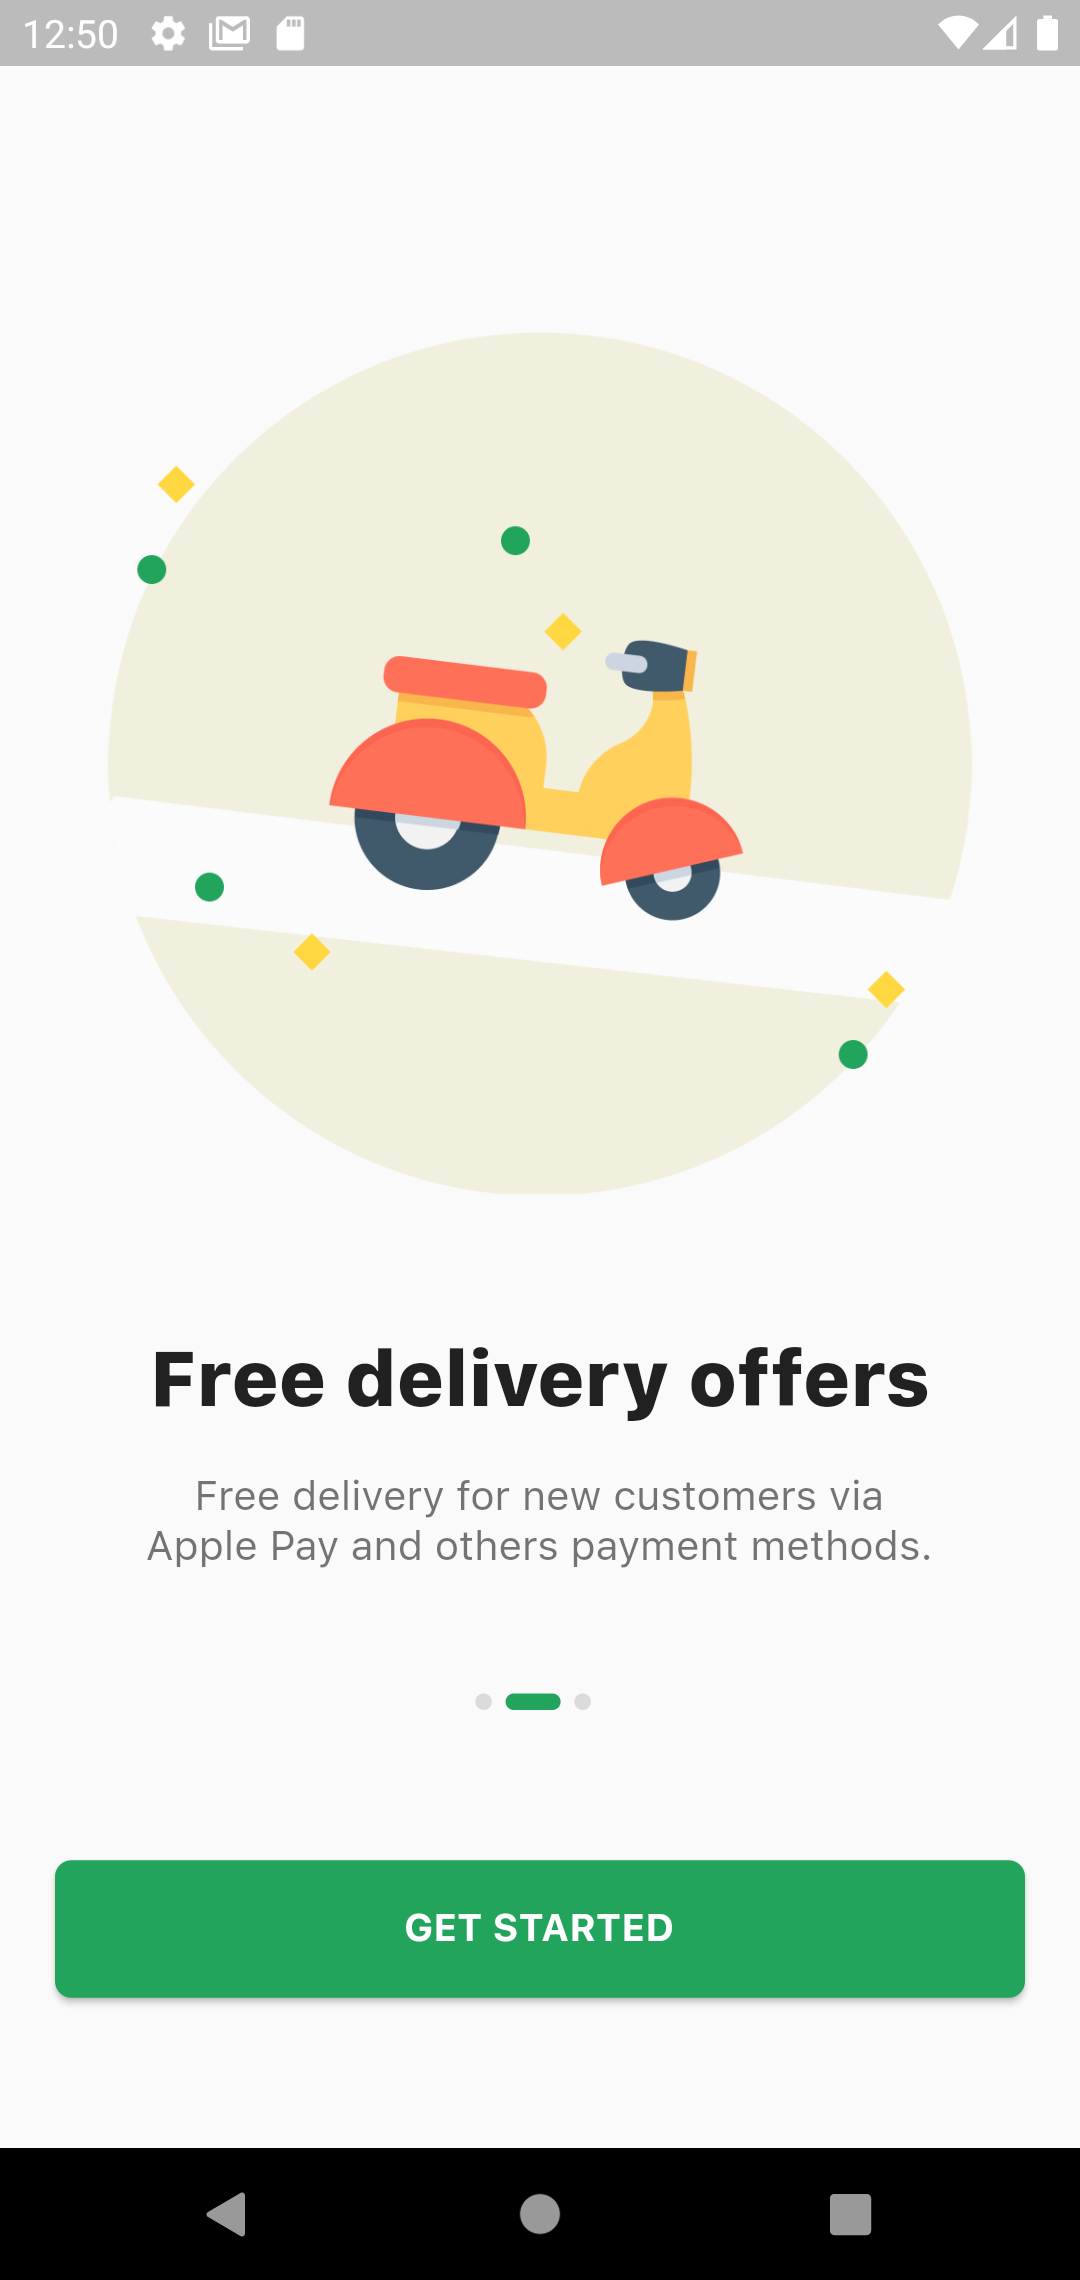 12:50
Free delivery offers
Free delivery for new customers via
Apple Pay and others payment methods.
GET STARTED